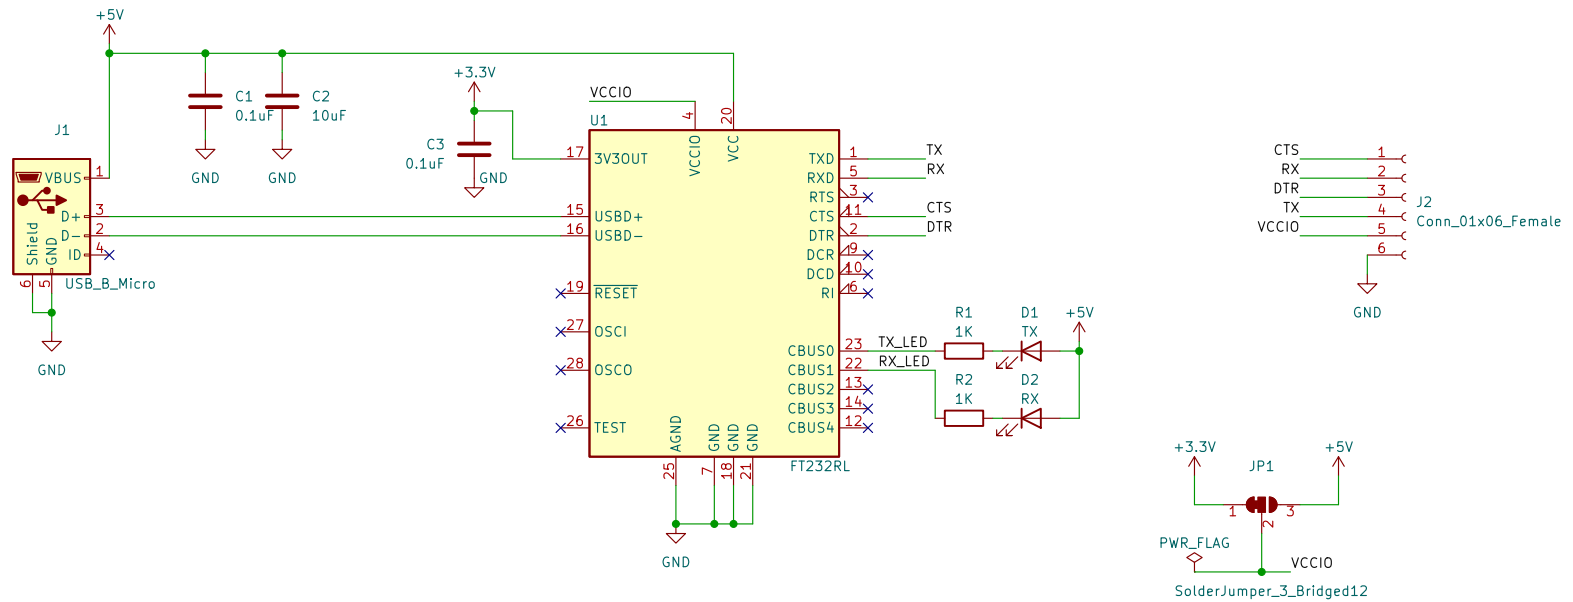 +5V
C1
0.1uF
C2
10uF
GND
GND
J1
VBUS
1
D+
3
D-
2
ID
4
Shield
GND
6
5
USB_B_Micro
GND
+3.3V
C3
0.1uF
GND
VCCIO
U1
4
20
VCCIO
VCC
17
3V3OUT
15
USBD+
16
USBD-
19
RESET
27
OSCI
28
OSCO
26
TEST
TXD
1
TX
RXD
5
RX
RTS
3
CTS
11
CTS
DTR
2
DTR
DCR
9
DCD
10
RI
6
CBUS0
23
TX_LED
CBUS1
22
RX_LED
CBUS2
13
CBUS3
14
CBUS4
12
AGND
GND
GND
GND
25
7
18
21
FT232RL
GND
R1
1K
D1
TX
+5V
R2
1K
D2
RX
CTS
1
RX
2
DTR
3
TX
4
VCCIO
5
6
J2
Conn_01x06_Female
GND
+3.3V
JP1
+5V
1
2
3
PWR_FLAG
VCCIO
SolderJumper_3_Bridged12